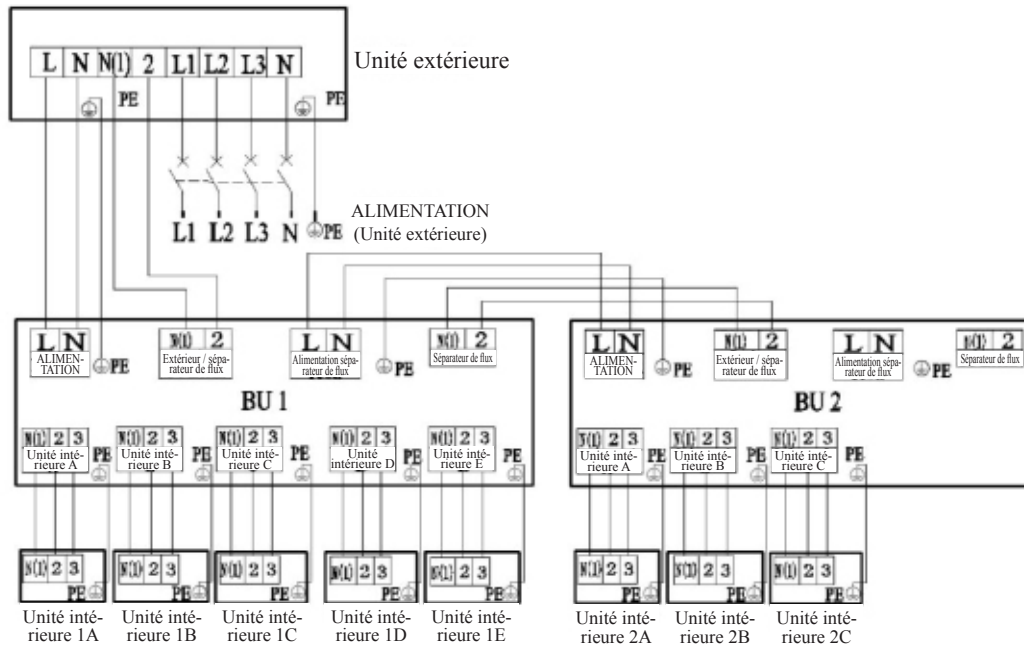 L N N(1) 2 L1 L2 L3 N
Unité extérieure
PE PE
L1 L2 L3 N PE
ALIMENTATION
(Unité extérieure)
L N
ALIMEN-
TATION
PE
N(1) 2
Extérieur / sépa-
rateur de flux
L N
Alimentation sépa-
rateur de flux
PE
N(1) 2
Séparateur de flux
BU 1
N(1) 2 3
Unité inté-
rieure A
PE
N(1) 2 3
Unité inté-
rieure B
PE
N(1) 2 3
Unité inté-
rieure C
PE
N(1) 2 3
Unité
intérieure D
PE
N(1) 2 3
Unité inté-
rieure E
PE
N(1) 2 3
PE
Unité inté-
rieure 1A
N(1) 2 3
PE
Unité inté-
rieure 1B
N(1) 2 3
PE
Unité inté-
rieure 1C
N(1) 2 3
PE
Unité inté-
rieure 1D
N(1) 2 3
PE
Unité inté-
rieure 1E
L N
ALIMEN-
TATION
PE
N(1) 2
Extérieur / sépa-
rateur de flux
L N
Alimentation sépa-
rateur de flux
PE
N(1) 2
Séparateur de flux
BU 2
N(1) 2 3
Unité inté-
rieure A
PE
N(1) 2 3
Unité inté-
rieure B
PE
N(1) 2 3
Unité inté-
rieure C
PE
N(1) 2 3
PE
Unité inté-
rieure 2A
N(1) 2 3
PE
Unité inté-
rieure 2B
N(1) 2 3
PE
Unité inté-
rieure 2C